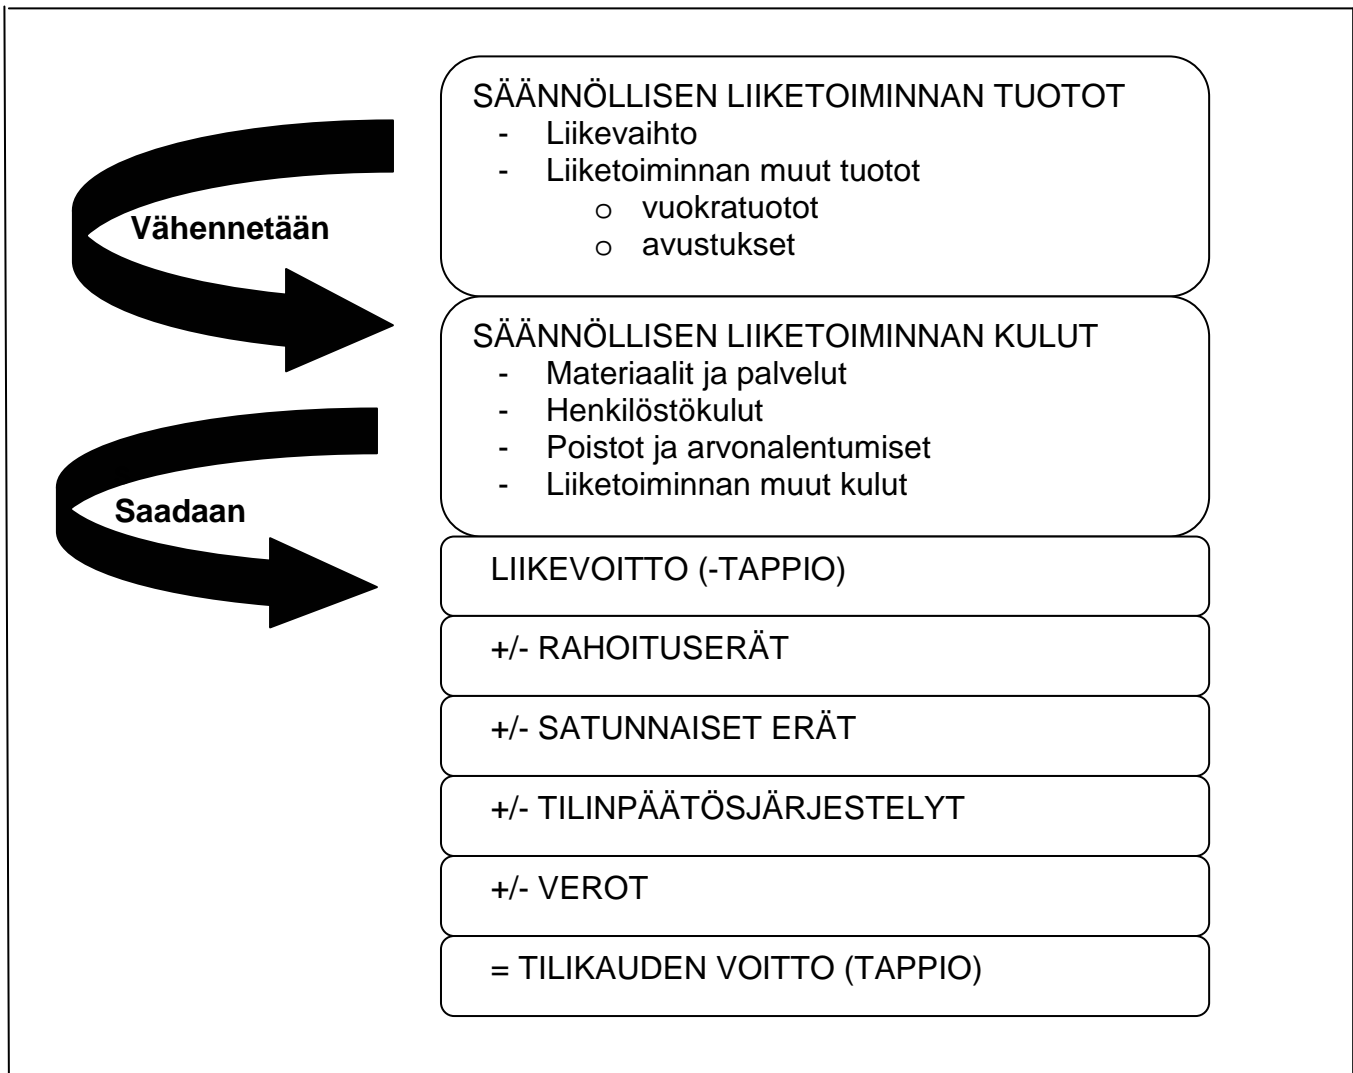 SÄÄNNÖLLISEN LIIKETOIMINNAN TUOTOT
- Liikevaihto
- Liiketoiminnan muut tuotot
o vuokratuotot
o avustukset
Vähennetään
SÄÄNNÖLLISEN LIIKETOIMINNAN KULUT
- Materiaalit ja palvelut
- Henkilöstökulut
- Poistot ja arvonalentumiset
- Liiketoiminnan muut kulut
Saadaan
LIIKEVOITTO (-TAPPIO)
+/- RAHOITUSERÄT
+/- SATUNNAISET ERÄT
+/- TILINPÄÄTÖSJÄRJESTELYT
+/- VEROT
= TILIKAUDEN VOITTO (TAPPIO)